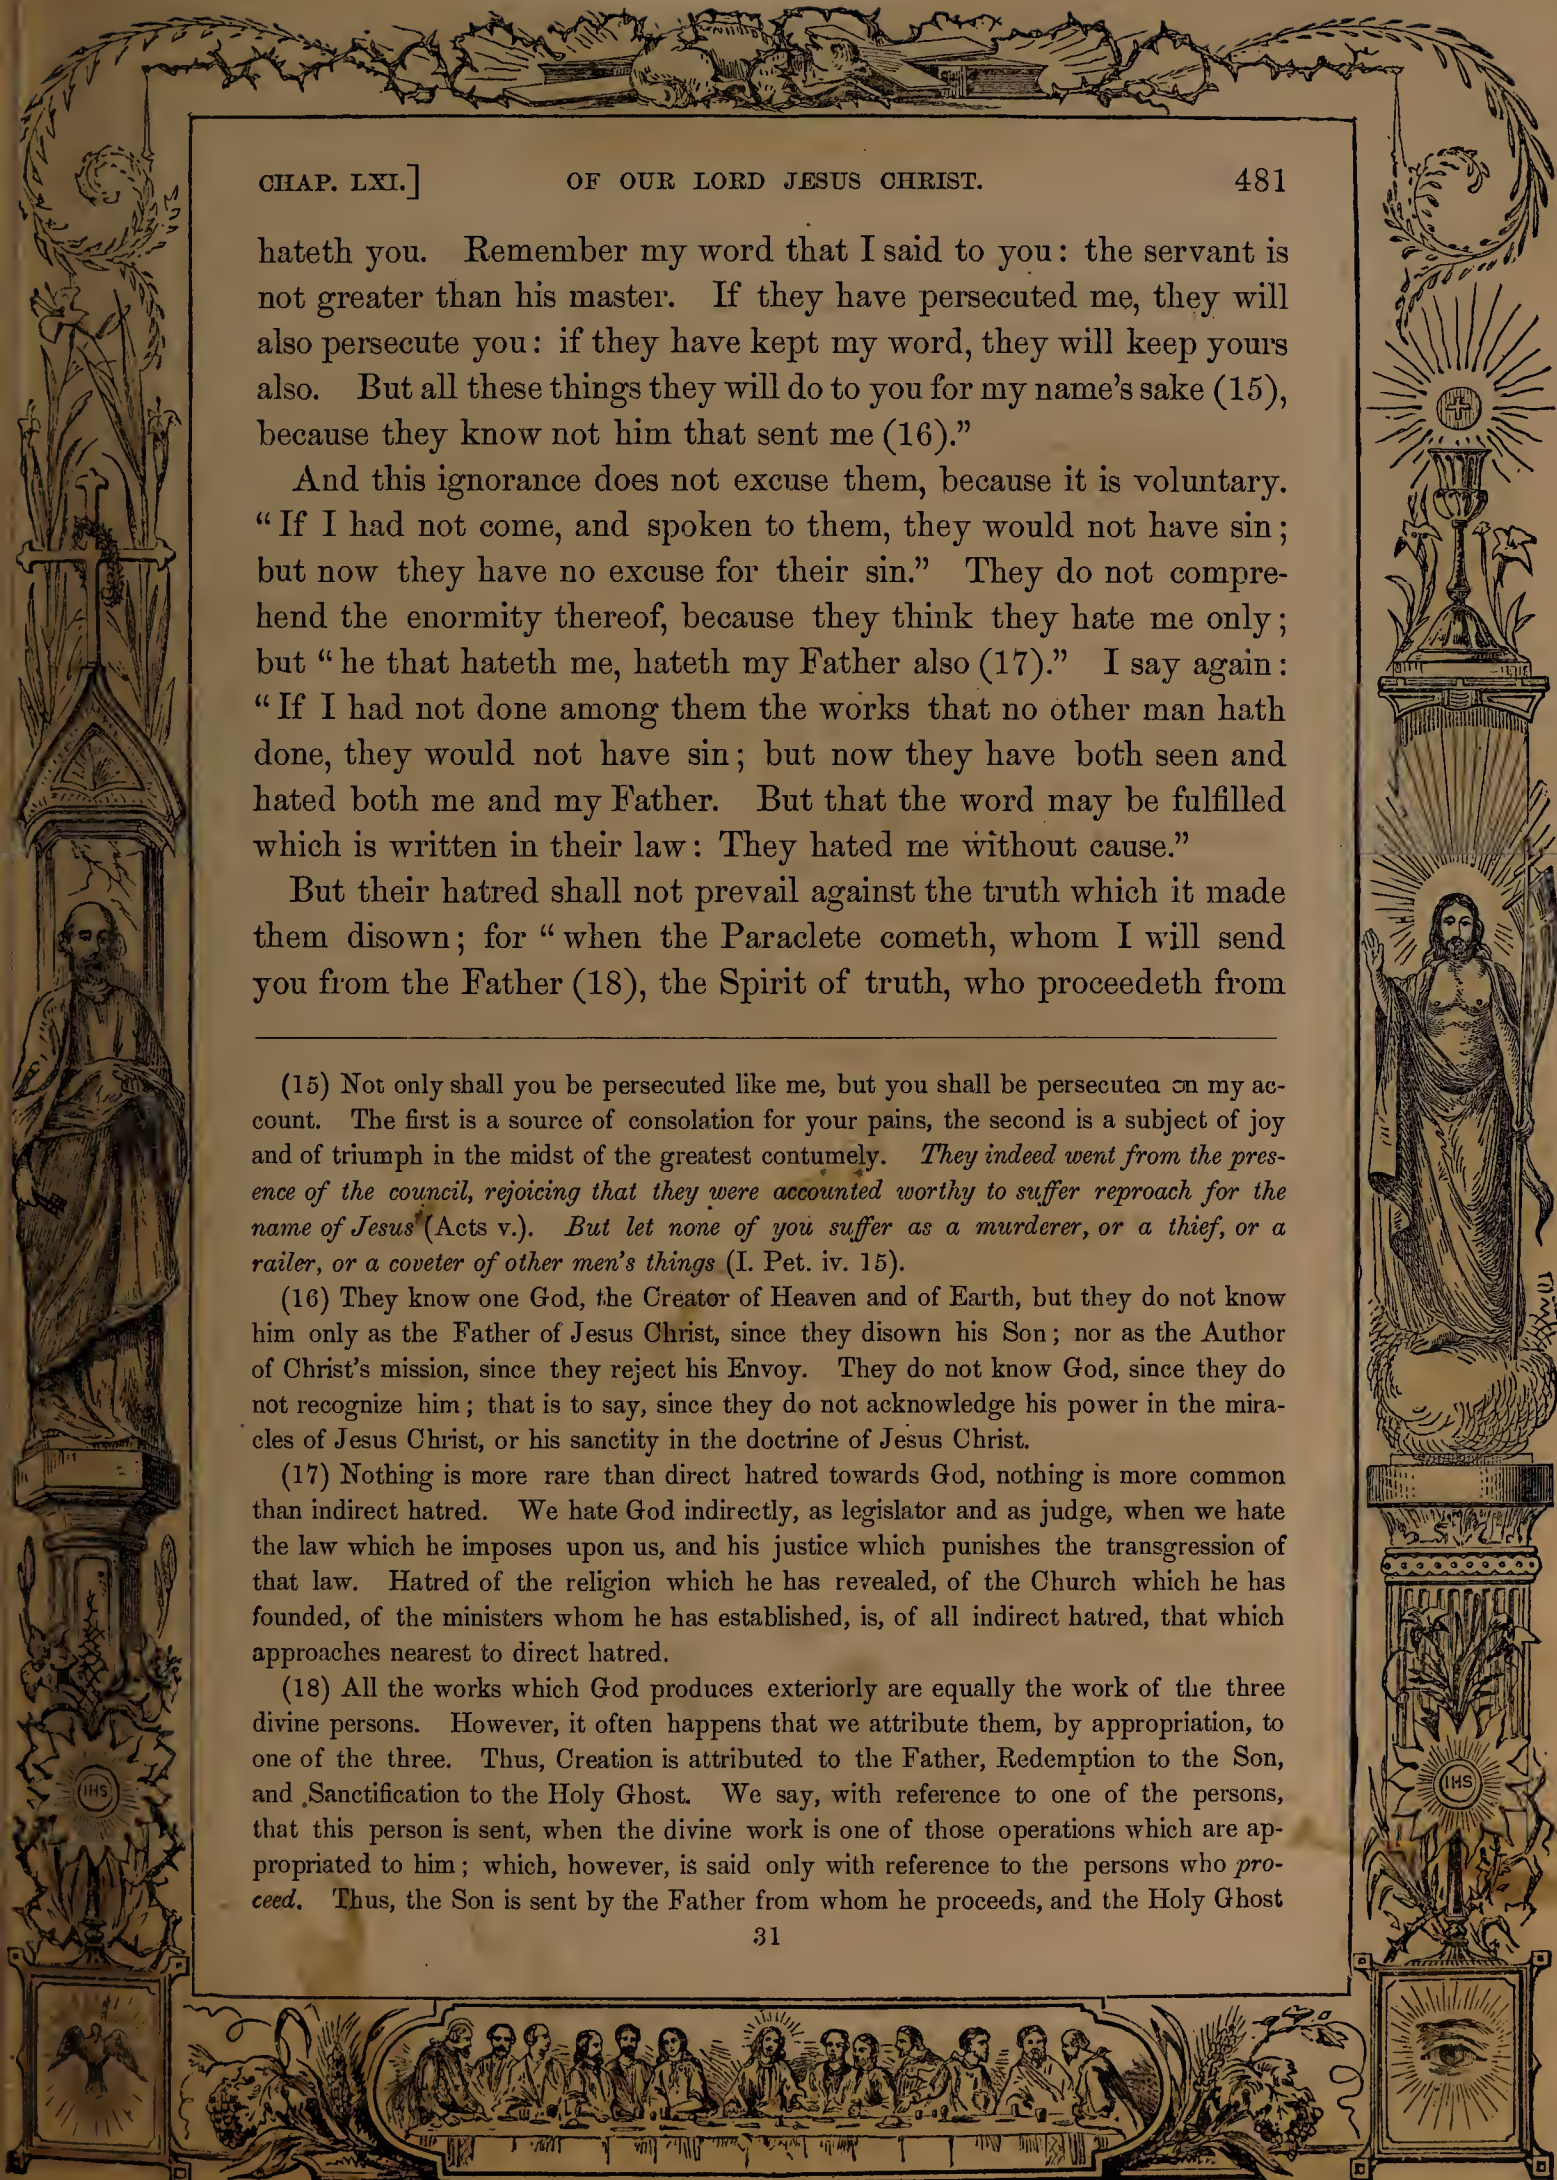 CHAP. LXI.] OF OUR LORD JESUS CHRIST. 481
hateth you. Remember my word that I said to you: the servant is
not greater than his master. If they have persecuted me, they will
also persecute you: if they have kept my word, they will keep yours
also. But all these things they will do to you for my name's sake (15),
because they know not him that sent me (16)."
And this ignorance does not excuse them, because it is voluntary.
"If I had not come, and spoken to them, they would not have sin;
but now they have no excuse for their sin." They do not compre-
hend the enormity thereof, because they think they hate me only;
but "he that hateth me, hateth my Father also (17)." I say again:
"If I had not done among them the works that no other man hath
done, they would not have sin; but now they have both seen and
hated both me and my Father. But that the word may be fulfilled
which is written in their law: They hated me without cause."
But their hatred shall not prevail against the truth which it made
them disown; for "when the Paraclete cometh, whom I will send
you from the Father (18), the Spirit of truth, who proceedeth from
(15) Not only shall you be persecuted like me, but you shall be persecuted on my ac-
count. The first is a source of consolation for your pains, the second is a subject of joy
and of triumph in the midst of the greatest contumely. They indeed went from the pres-
ence of the council, rejoicing that they were accounted worthy to suffer reproach for the
name of Jesus (Acts v.). But let none of you suffer as a murderer, or a thief, or a
railer, or a coveter of other men's things (I. Pet. iv. 15).
(16) They know one God, the Creator of Heaven and of Earth, but they do not know
him only as the Father of Jesus Christ, since they disown his Son; nor as the Author
of Christ's mission, since they reject his Envoy. They do not know God, since they do
not recognize him; that is to say, since they do not acknowledge his power in the mira-
cles of Jesus Christ, or his sanctity in the doctrine of Jesus Christ.
(17) Nothing is more rare than direct hatred towards God, nothing is more common
than indirect hatred. We hate God indirectly, as legislator and as judge, when we hate
the law which he imposes upon us, and his justice which punishes the transgression of
that law. Hatred of the religion which he has revealed, of the Church which he has
founded, of the ministers whom he has established, is, of all indirect hatred, that which
approaches nearest to direct hatred.
(18) All the works which God produces exteriorly are equally the work of the three
divine persons. However, it often happens that we attribute them, by appropriation, to
one of the three. Thus, Creation is attributed to the Father, Redemption to the Son,
and Sanctification to the Holy Ghost. We say, with reference to one of the persons,
that this person is sent, when the divine work is one of those operations which are ap-
propriated to him; which, however, is said only with reference to the persons who pro-
ceed. Thus, the Son is sent by the Father from whom he proceeds, and the Holy Ghost
31
IHS
IHS